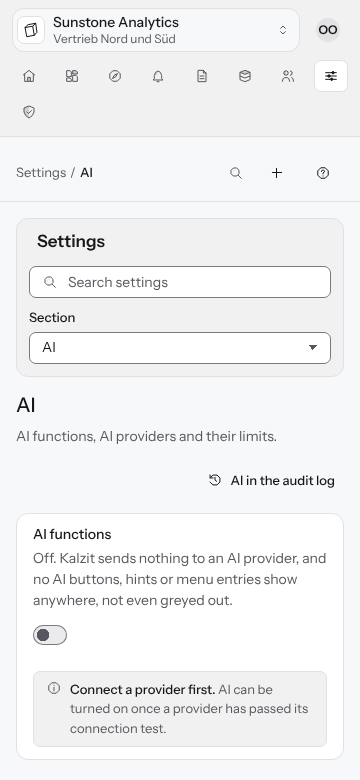 Sunstone Analytics
Vertrieb Nord und Süd
OO
Settings / AI
Settings
Search settings
Section
AI
AI
AI functions, AI providers and their limits.
AI in the audit log
AI functions
Off. Kalzit sends nothing to an AI provider, and
no AI buttons, hints or menu entries show
anywhere, not even greyed out.
Connect a provider first. AI can be
turned on once a provider has passed its
connection test.